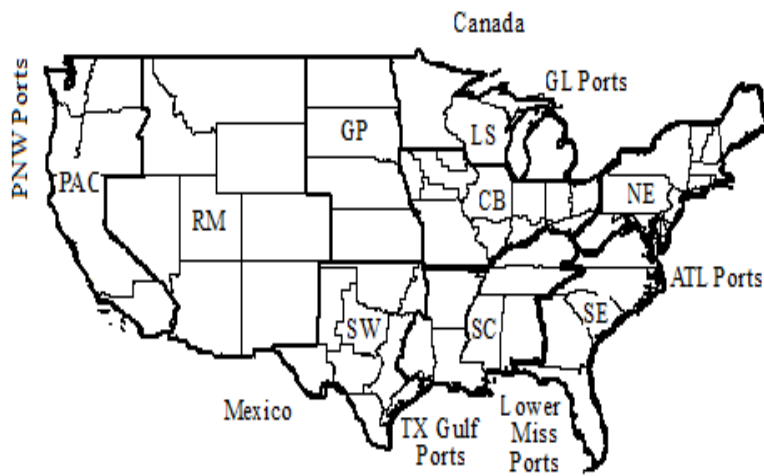 Canada
PNW Ports
GL Ports
GP
LS
PAC
CB
NE
RM
ATL Ports
SW
SC
SE
Mexico
TX Gulf
Ports
Lower
Miss
Ports